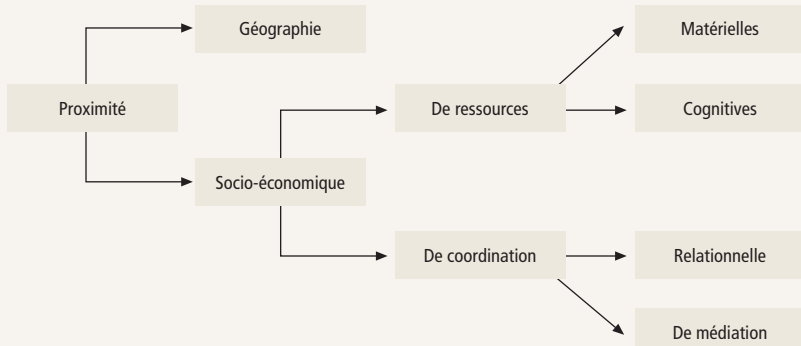 Géographie
Matérielles
Proximité
De ressources
Cognitives
Socio-économique
De coordination
Relationnelle
De médiation